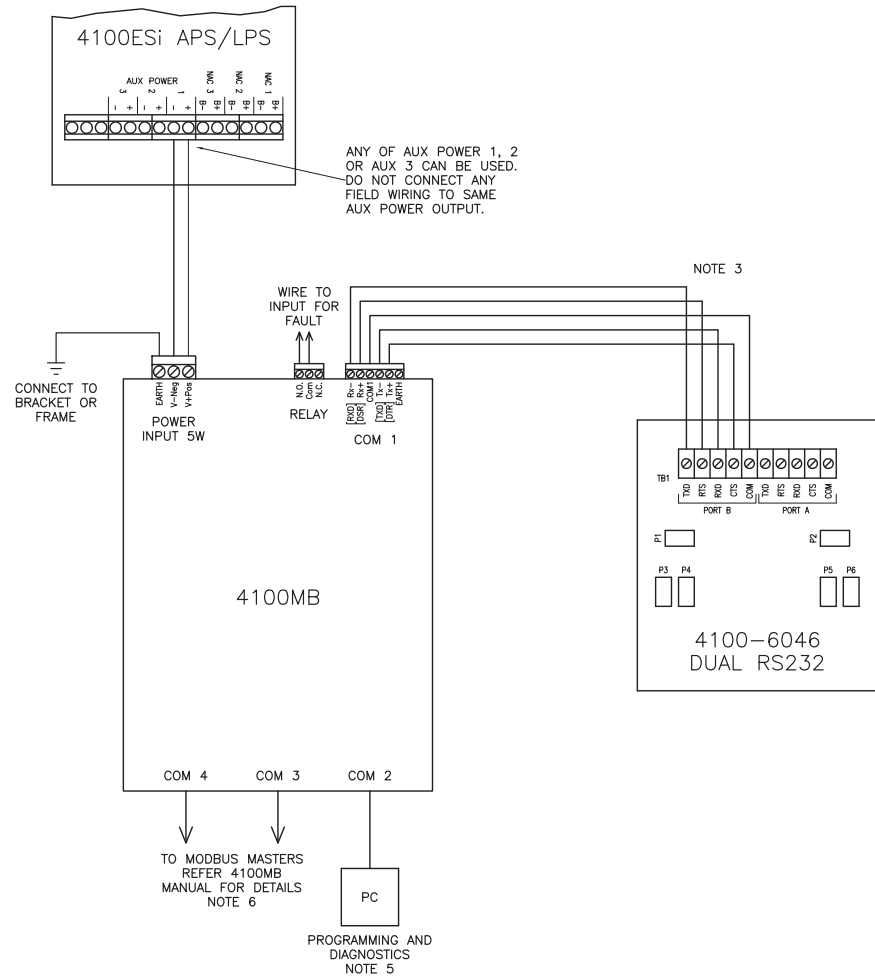 4100ESi APS/LPS
AUX POWER
3 2 1
NAC 3 NAC 2 NAC 1
- + - + - + B- B+ B- B+ B- B+
ANY OF AUX POWER 1, 2
OR AUX 3 CAN BE USED.
DO NOT CONNECT ANY
FIELD WIRING TO SAME
AUX POWER OUTPUT.
NOTE 3
WIRE TO
INPUT FOR
FAULT
CONNECT TO
BRACKET OR
FRAME
EARTH V-Neg V+Pos
POWER
INPUT 5W
N.O. Com N.C.
RELAY
Rx- Rx+ COM1 Tx- Tx+ EARTH
[RXD] [DSR] [TXD] [DTR]
COM 1
TB1
TXD RTS RXD CTS COM TXD RTS RXD CTS COM
PORT B PORT A
P1 P2
P3 P4 P5 P6
4100-6046
DUAL RS232
4100MB
COM 4 COM 3 COM 2
TO MODBUS MASTERS
REFER 4100MB
MANUAL FOR DETAILS
NOTE 6
PC
PROGRAMMING AND
DIAGNOSTICS
NOTE 5